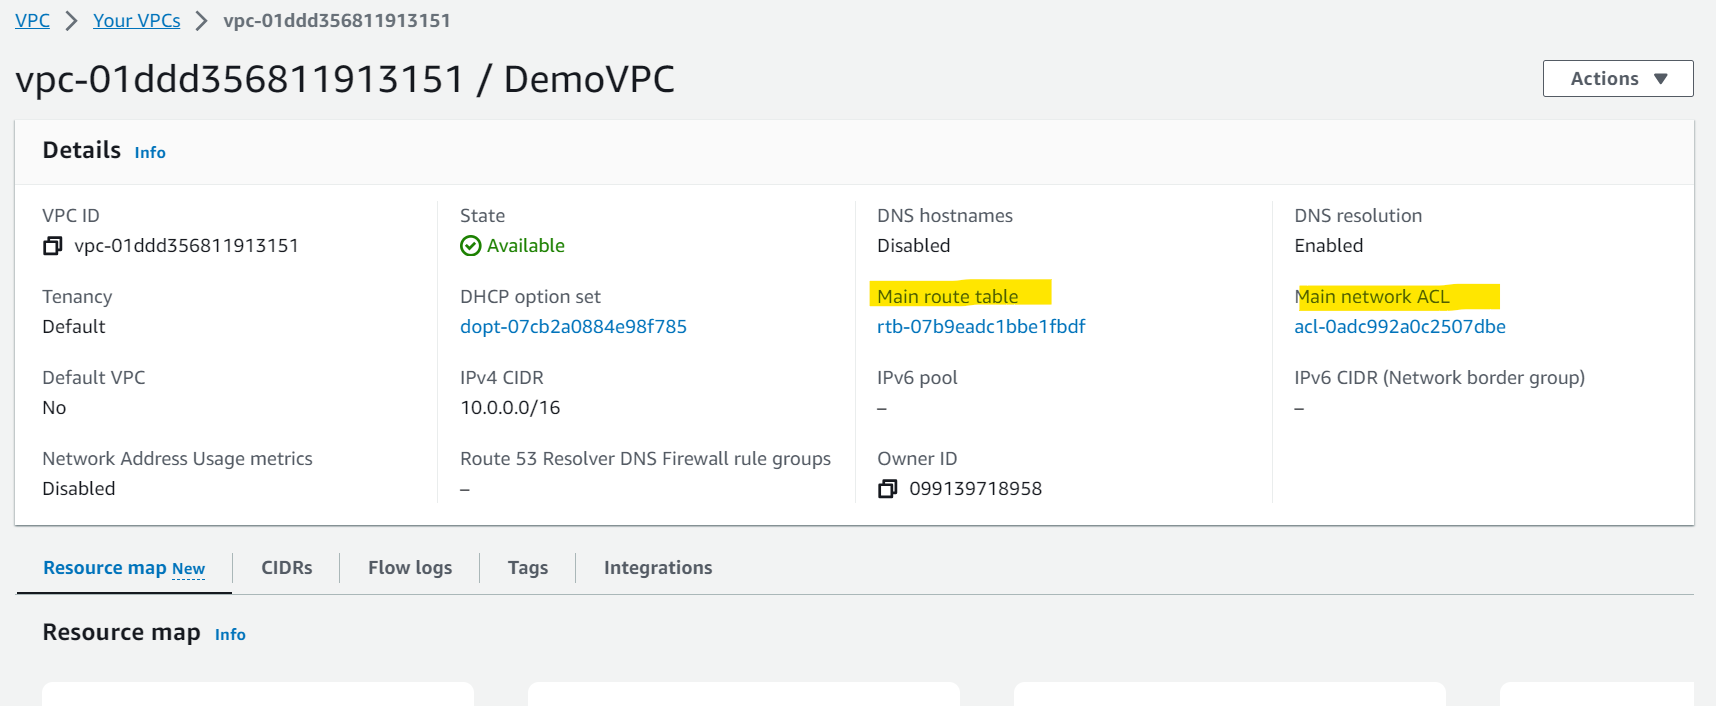 VPC > Your VPCs > vpc-01ddd356811913151
vpc-01ddd356811913151 / DemoVPC
Actions
Details Info
VPC ID
vpc-01ddd356811913151
State
Available
DNS hostnames
Disabled
DNS resolution
Enabled
Tenancy
Default
DHCP option set
dopt-07cb2a0884e98f785
Main route table
rtb-07b9eadc1bbe1fbdf
Main network ACL
acl-0adc992a0c2507dbe
Default VPC
No
IPv4 CIDR
10.0.0.0/16
IPv6 pool
–
IPv6 CIDR (Network border group)
–
Network Address Usage metrics
Disabled
Route 53 Resolver DNS Firewall rule groups
–
Owner ID
099139718958
Resource map New
CIDRs
Flow logs
Tags
Integrations
Resource map Info